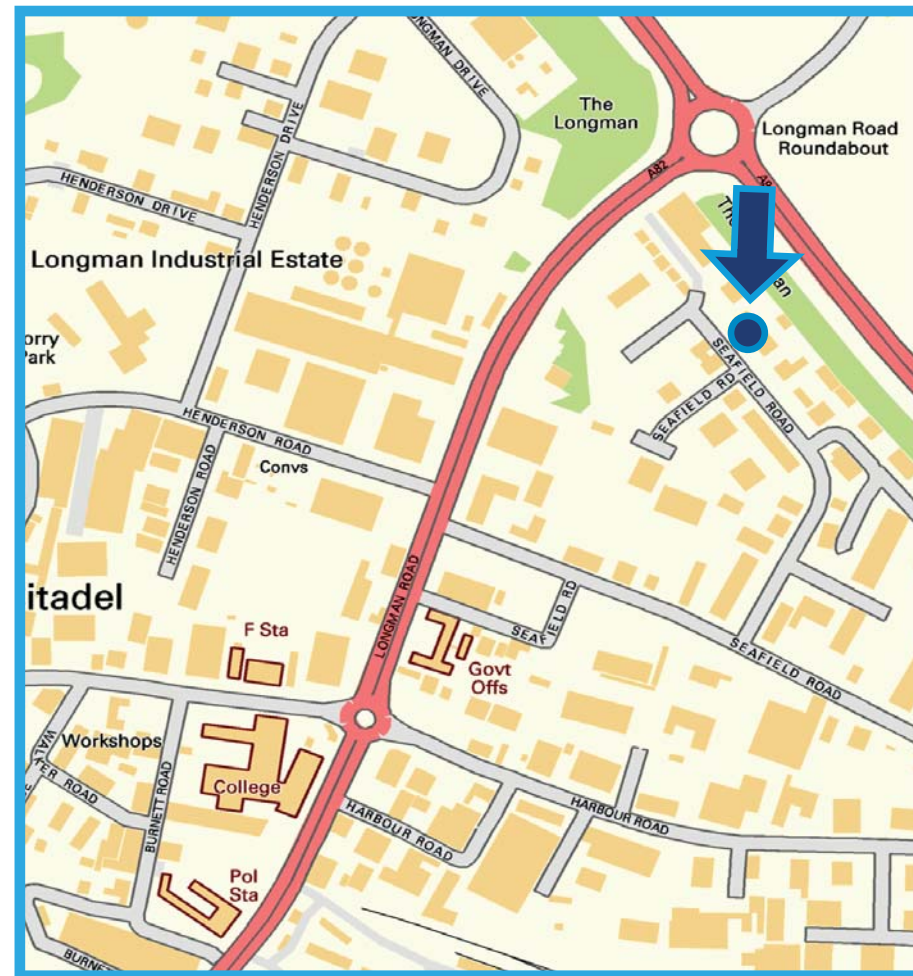 LONGMAN DRIVE
The
Longman
Longman Road
Roundabout
HENDERSON DRIVE
A82
HENDERSON DRIVE
Longman Industrial Estate
orry
Park
SEAFIELD ROAD
SEAFIELD RD
HENDERSON ROAD
Convs
HENDERSON ROAD
LONGMAN ROAD
itadel
F Sta
SEAFIELD RD
Govt
Offs
SEAFIELD ROAD
Workshops
WALKER ROAD
College
BURNETT ROAD
HARBOUR ROAD
HARBOUR ROAD
Pol
Sta
BURNE